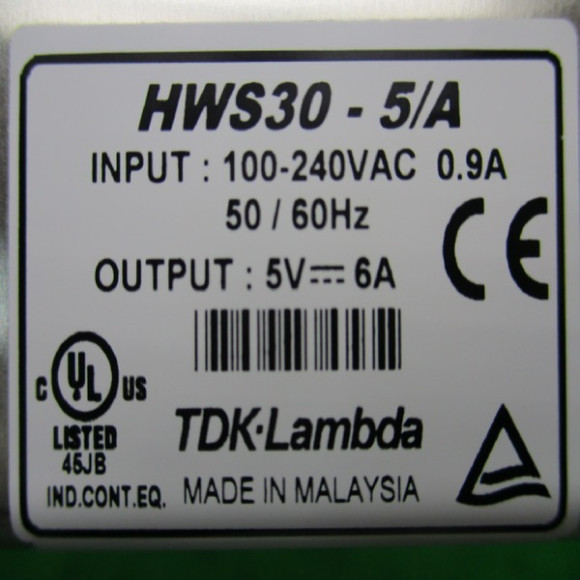 HWS30 - 5/A
INPUT : 100-240VAC 0.9A
50 / 60Hz
OUTPUT : 5V⎓6A
CE
C UL US
LISTED
45JB
IND.CONT.EQ.
TDK·Lambda
MADE IN MALAYSIA